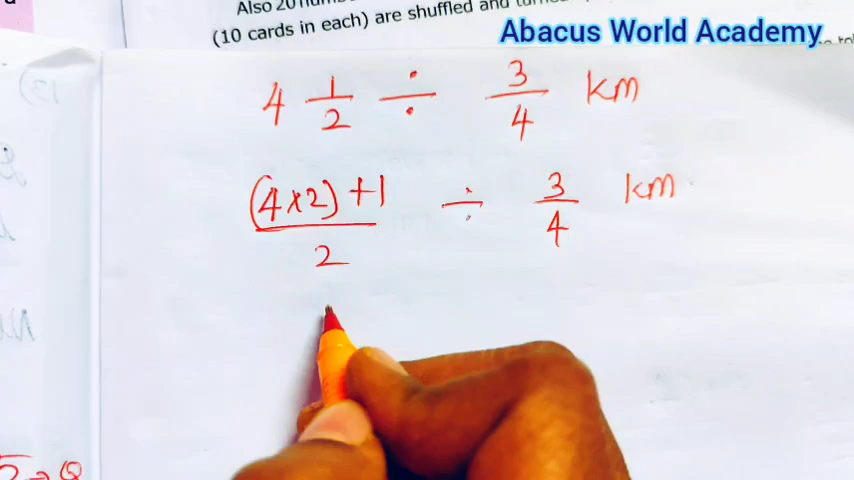 Also 20
(10 cards in each) are shuffled and
Abacus World Academy
4 1/2 ÷ 3/4 km
(4×2)+1/2 ÷ 3/4 km